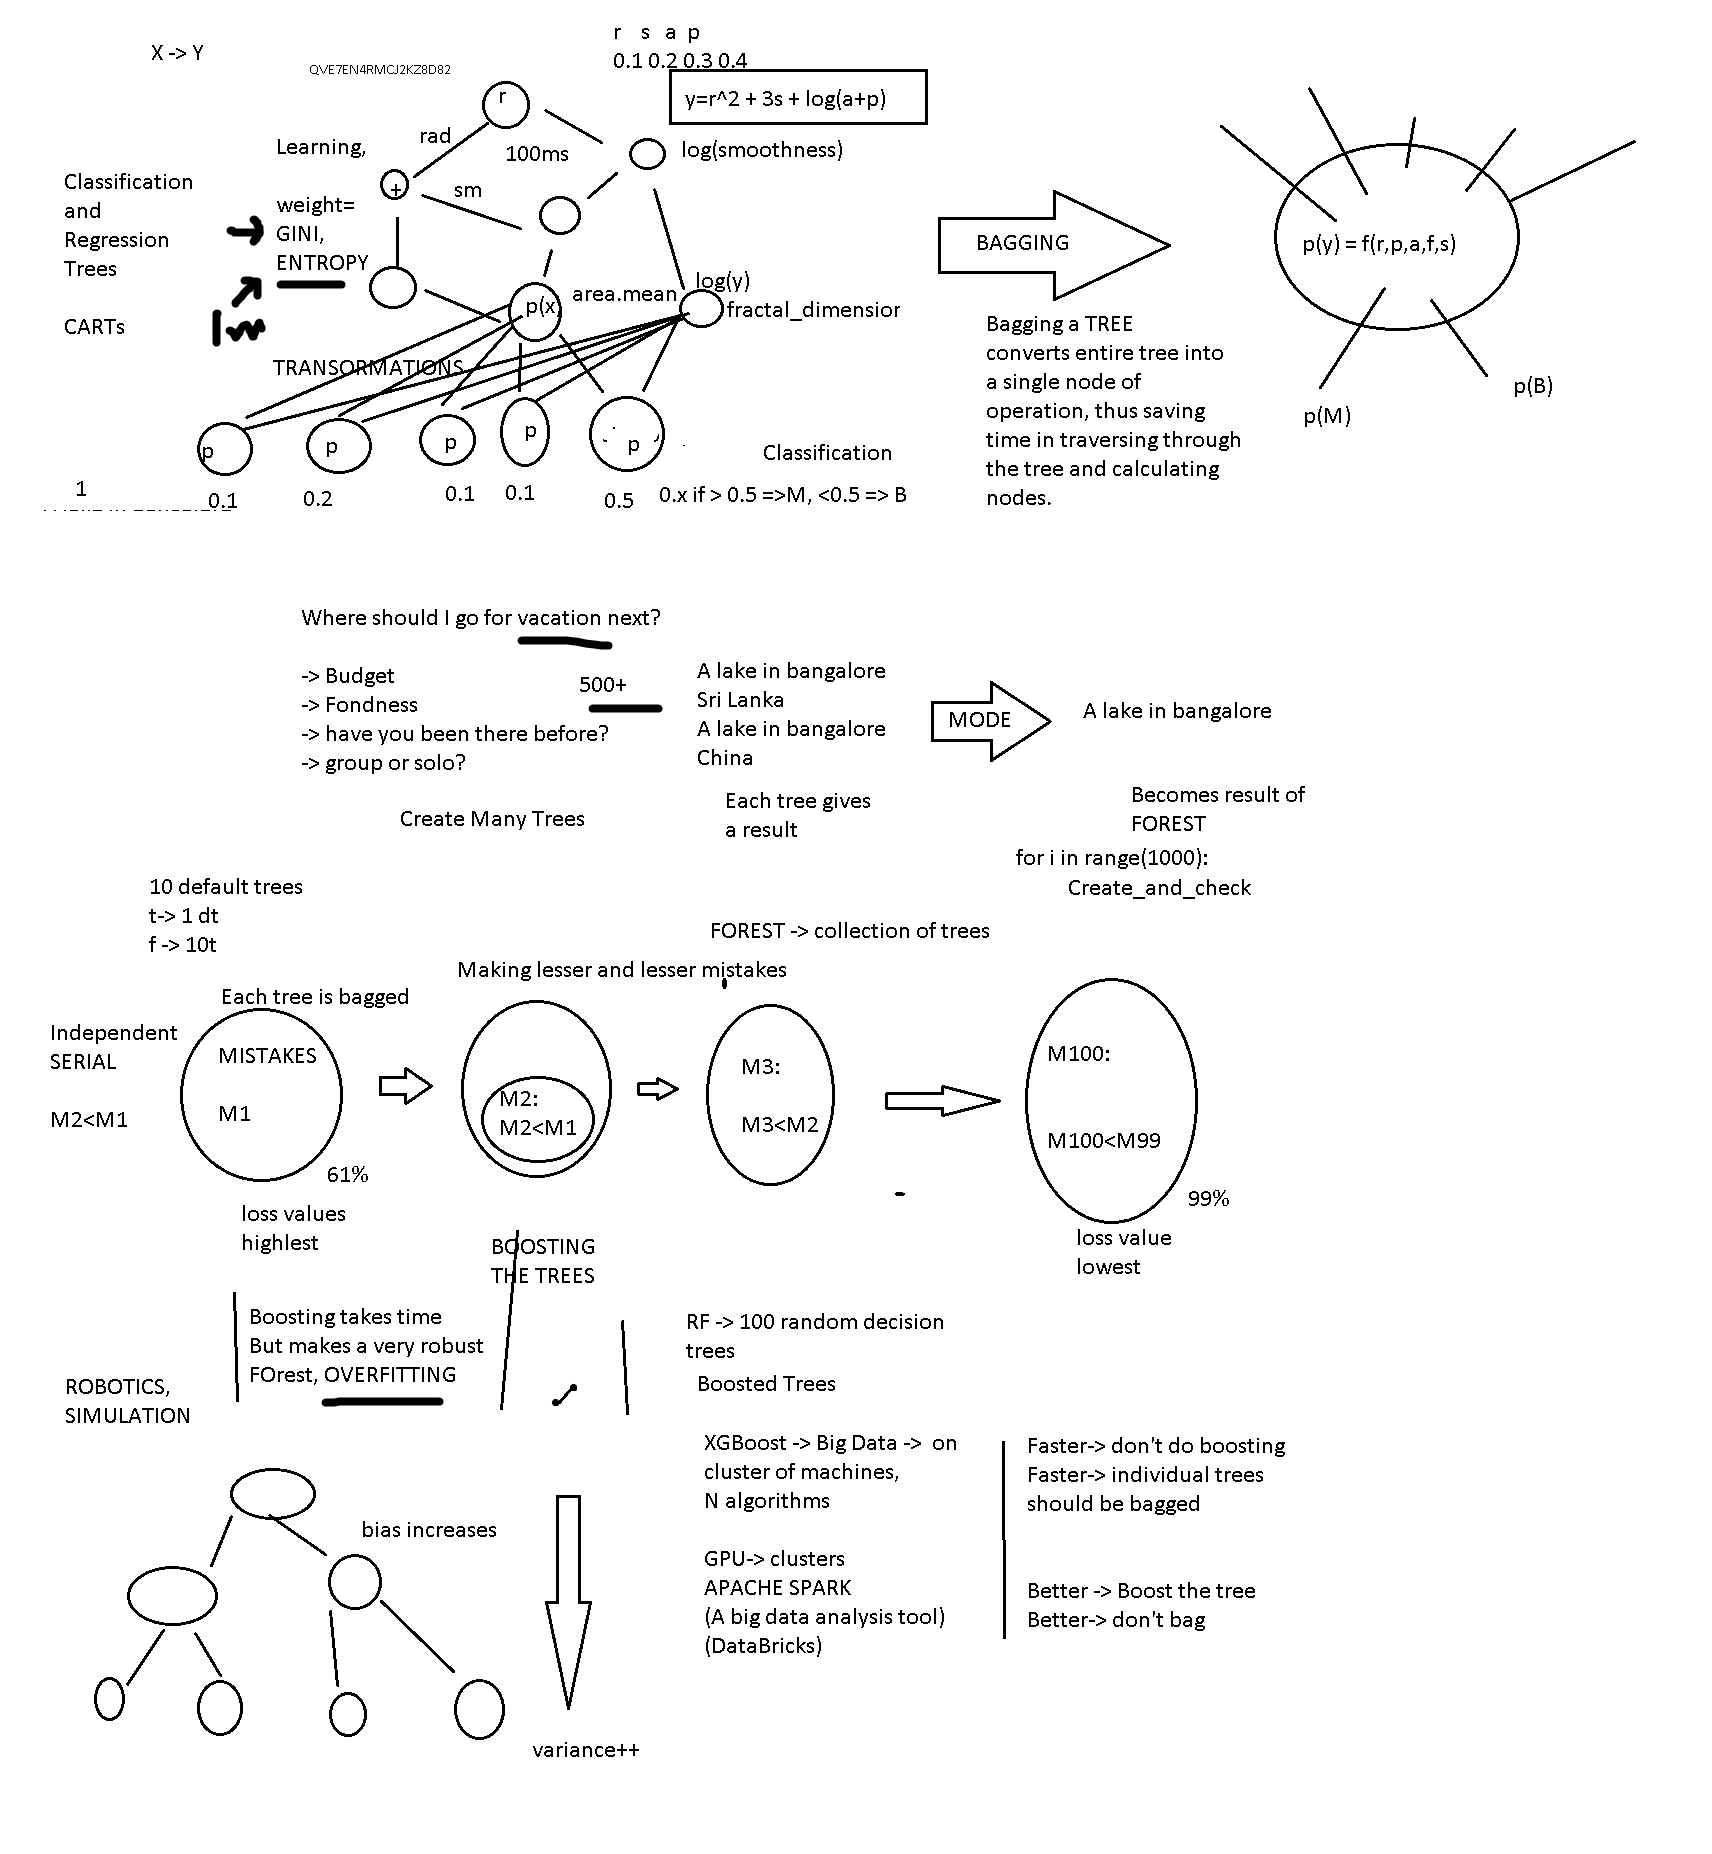 X -> Y
r s a p
0.1 0.2 0.3 0.4
QVE7EN4RMCJ2KZ8D82
r
y=r^2 + 3s + log(a+p)
rad
Learning,
100ms
log(smoothness)
Classification
and
Regression
Trees
CARTs
+
sm
weight=
GINI,
ENTROPY
p(x
area.mean
log(y)
fractal_dimension
TRANSORMATIONS
p
p
p
p
p
Classification
1
0.1
0.2
0.1
0.1
0.5
0.x if > 0.5 =>M, <0.5 => B
BAGGING
Bagging a TREE
converts entire tree into
a single node of
operation, thus saving
time in traversing through
the tree and calculating
nodes.
p(y) = f(r,p,a,f,s)
p(M)
p(B)
Where should I go for vacation next?
-> Budget
-> Fondness
-> have you been there before?
-> group or solo?
500+
A lake in bangalore
Sri Lanka
A lake in bangalore
China
MODE
A lake in bangalore
Create Many Trees
Each tree gives
a result
Becomes result of
FOREST
for i in range(1000):
Create_and_check
10 default trees
t-> 1 dt
f -> 10t
FOREST -> collection of trees
Making lesser and lesser mistakes
Each tree is bagged
Independent
SERIAL
M2<M1
MISTAKES
M1
61%
M2:
M2<M1
M3:
M3<M2
M100:
M100<M99
99%
loss values
highlest
BOOSTING
THE TREES
loss value
lowest
Boosting takes time
But makes a very robust
FOrest, OVERFITTING
ROBOTICS,
SIMULATION
RF -> 100 random decision
trees
Boosted Trees
XGBoost -> Big Data -> on
cluster of machines,
N algorithms
GPU-> clusters
APACHE SPARK
(A big data analysis tool)
(DataBricks)
Faster-> don't do boosting
Faster-> individual trees
should be bagged
Better -> Boost the tree
Better-> don't bag
bias increases
variance++